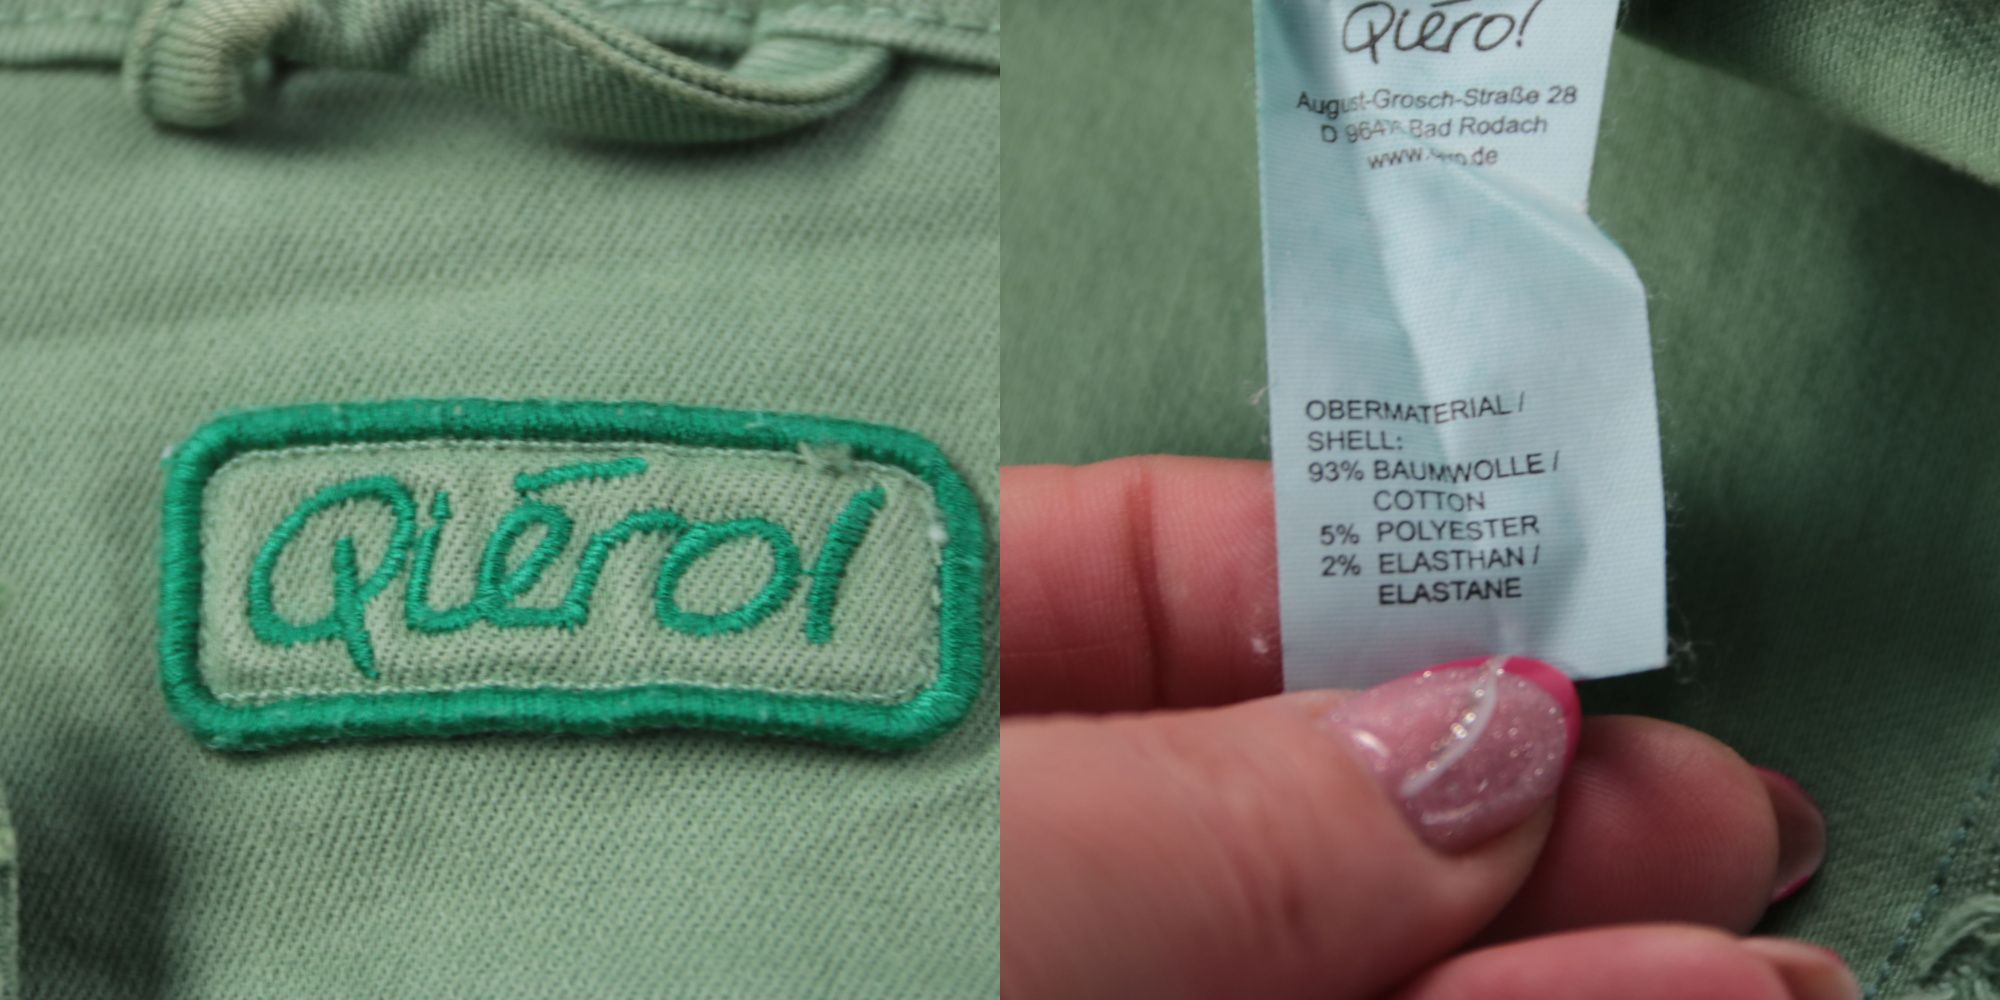 Qiéro!
Qiéro!
August-Grosch-Straße 28
D Bad Rodach
OBERMATERIAL /
SHELL:
93% BAUMWOLLE /
COTTON
5% POLYESTER
2% ELASTHAN /
ELASTANE